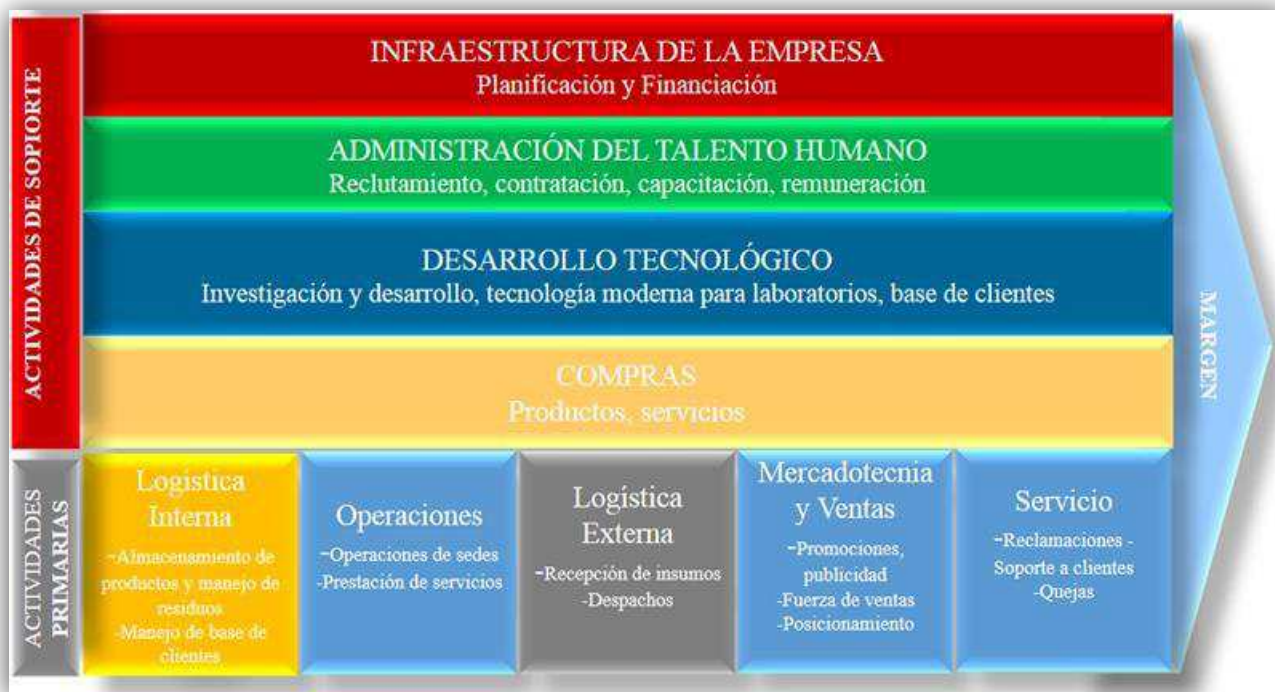 ACTIVIDADES DE SOPIORTE
INFRAESTRUCTURA DE LA EMPRESA
Planificación y Financiación
ADMINISTRACIÓN DEL TALENTO HUMANO
Reclutamiento, contratación, capacitación, remuneración
DESARROLLO TECNOLÓGICO
Investigación y desarrollo, tecnología moderna para laboratorios, base de clientes
COMPRAS
Productos, servicios
ACTIVIDADES
PRIMARIAS
Logística
Interna
-Almacenamiento de
productos y manejo de
residuos
-Manejo de base de
clientes
Operaciones
-Operaciones de sedes
-Prestación de servicios
Logística
Externa
-Recepción de insumos
-Despachos
Mercadotecnia
y Ventas
-Promociones,
publicidad
-Fuerza de ventas
-Posicionamiento
Servicio
-Reclamaciones -
Soporte a clientes
-Quejas
MARGEN